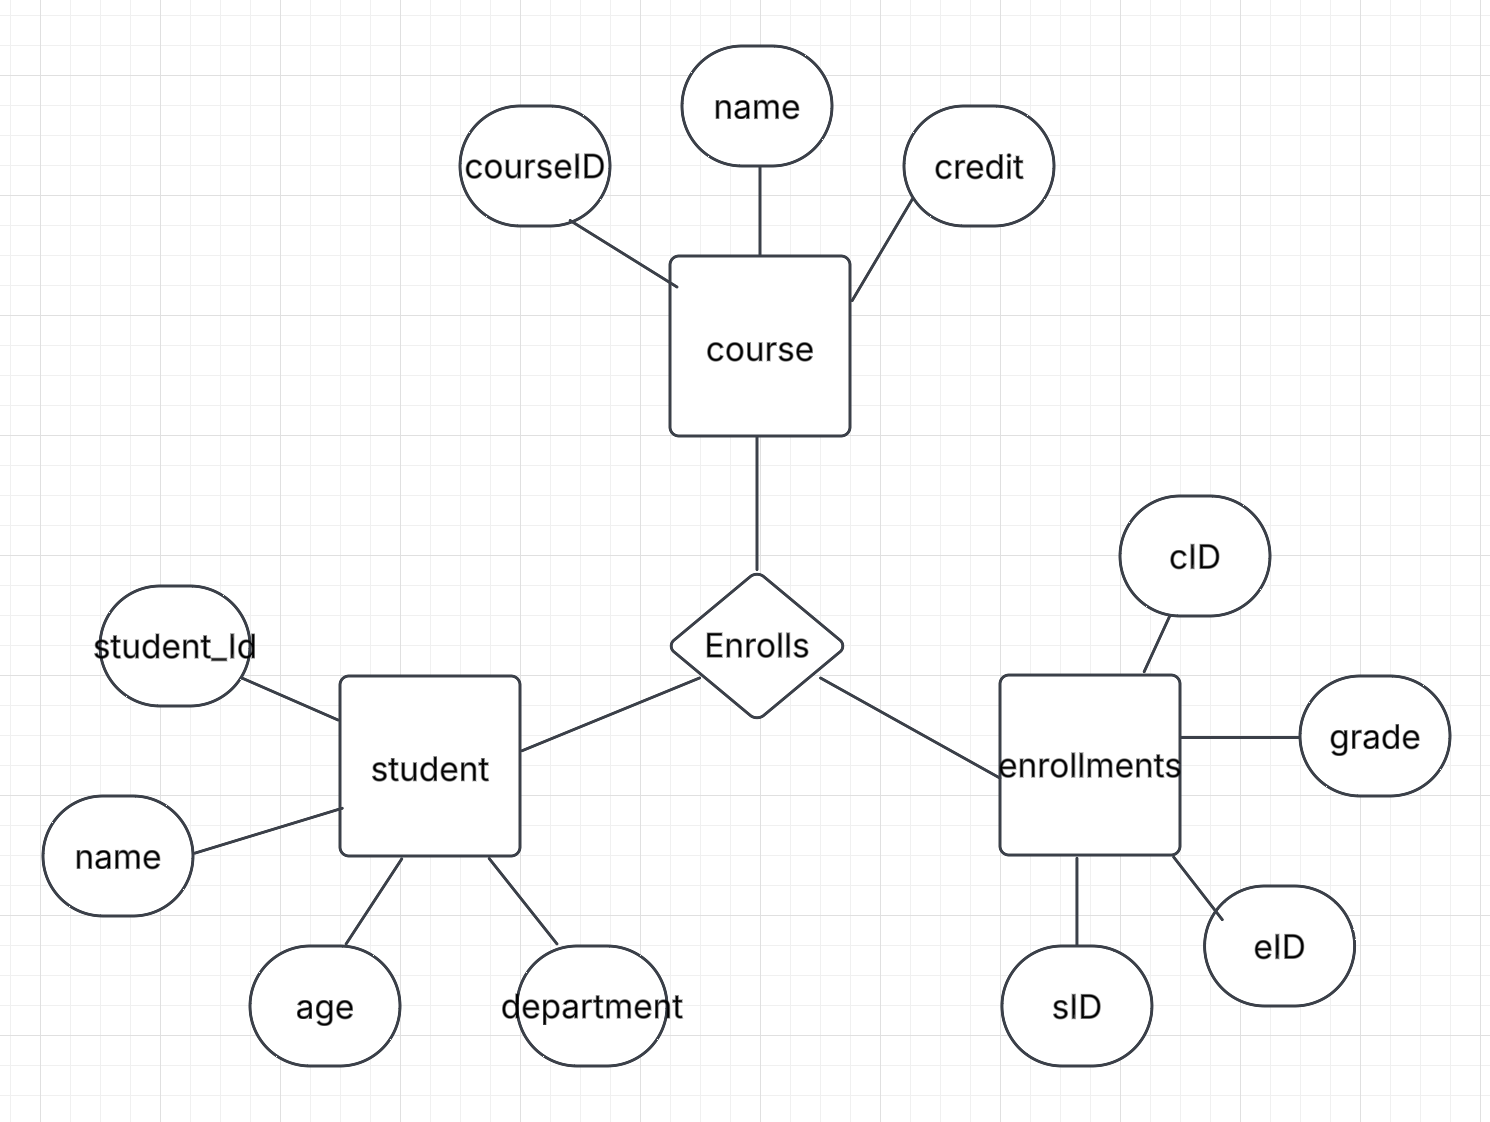 name
courseID
credit
course
cID
Enrolls
student_Id
grade
student
enrollments
name
eID
age
department
sID